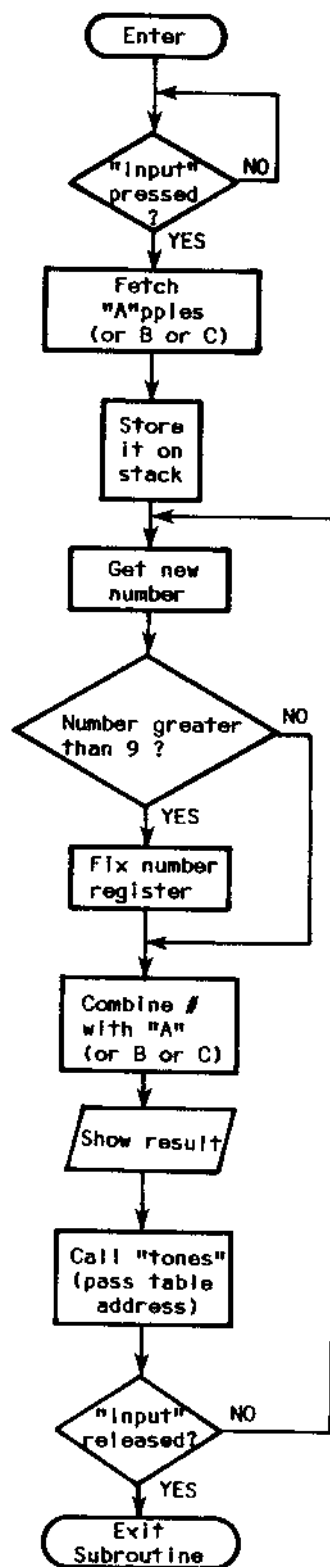 Enter
"Input"
pressed
?
NO
YES
Fetch
"A"pples
(or B or C)
Store
it on
stack
Get new
number
Number greater
than 9 ?
NO
YES
Fix number
register
Combine #
with "A"
(or B or C)
Show result
Call "tones"
(pass table
address)
"Input"
released?
NO
YES
Exit
Subroutine